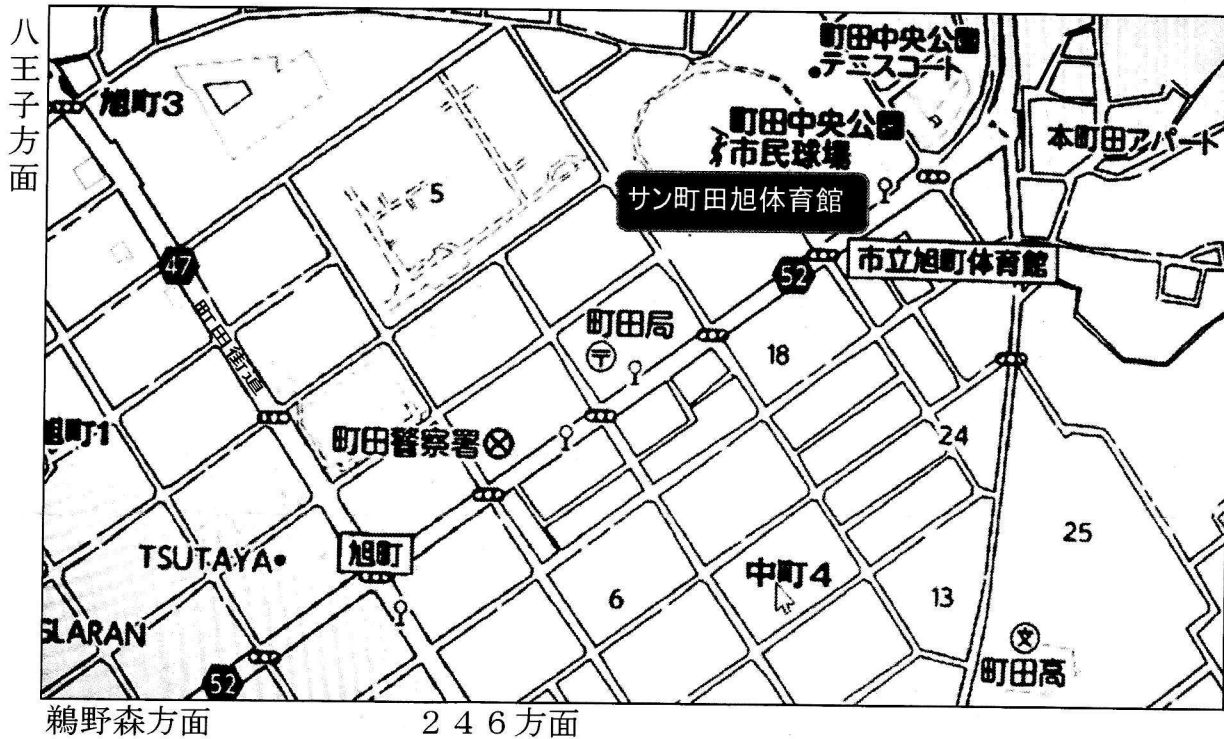 八王子方面
旭町3
町田中央公園
テニスコート
町田中央公園
市民球場
本町田アパート
サン町田旭体育館
5
47
52
市立旭町体育館
町田街道
町田局
〒
18
旭町1
町田警察署
24
25
TSUTAYA
旭町
中町4
6
13
SLARAN
文
町田高
52
鵜野森方面
246方面